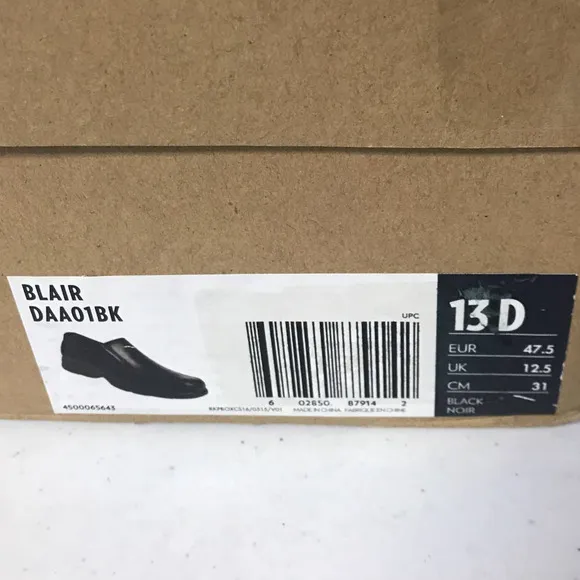 BLAIR
DAA01BK
4500065643
UPC
6 02850 87914 2
MADE IN CHINA FABRIQUE EN CHINE
13 D
EUR 47.5
UK 12.5
CM 31
BLACK
NOIR